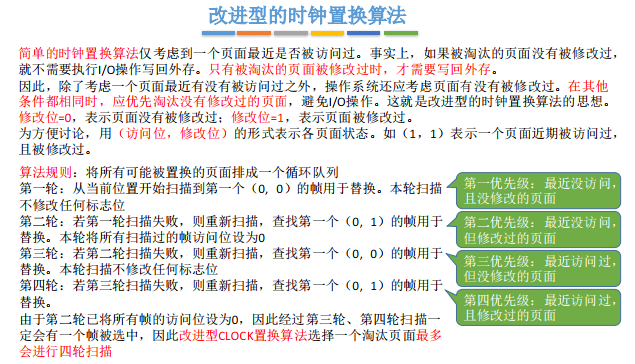 改进型的时钟置换算法
简单的时钟置换算法仅考虑到一个页面最近是否被访问过。事实上，如果被淘汰的页面没有被修改过，
就不需要执行I/O操作写回外存。只有被淘汰的页面被修改过时，才需要写回外存。
因此，除了考虑一个页面最近有没有被访问过之外，操作系统还应考虑页面有没有被修改过。在其他
条件都相同时，应优先淘汰没有修改过的页面，避免I/O操作。这就是改进型的时钟置换算法的思想。
修改位=0，表示页面没有被修改过；修改位=1，表示页面被修改过。
为方便讨论，用（访问位，修改位）的形式表示各页面状态。如（1，1）表示一个页面近期被访问过，
且被修改过。
算法规则：将所有可能被置换的页面排成一个循环队列
第一轮：从当前位置开始扫描到第一个（0，0）的帧用于替换。本轮扫描
不修改任何标志位
第二轮：若第一轮扫描失败，则重新扫描，查找第一个（0，1）的帧用于
替换。本轮将所有扫描过的帧访问位设为0
第三轮：若第二轮扫描失败，则重新扫描，查找第一个（0，0）的帧用于
替换。本轮扫描不修改任何标志位
第四轮：若第三轮扫描失败，则重新扫描，查找第一个（0，1）的帧用于
替换。
由于第二轮已将所有帧的访问位设为0，因此经过第三轮、第四轮扫描一
定会有一个帧被选中，因此改进型CLOCK置换算法选择一个淘汰页面最多
会进行四轮扫描
第一优先级：最近没访问，
且没修改的页面
第二优先级：最近没访问，
但修改过的页面
第三优先级：最近访问过，
但没修改的页面
第四优先级：最近访问过，
且修改过的页面